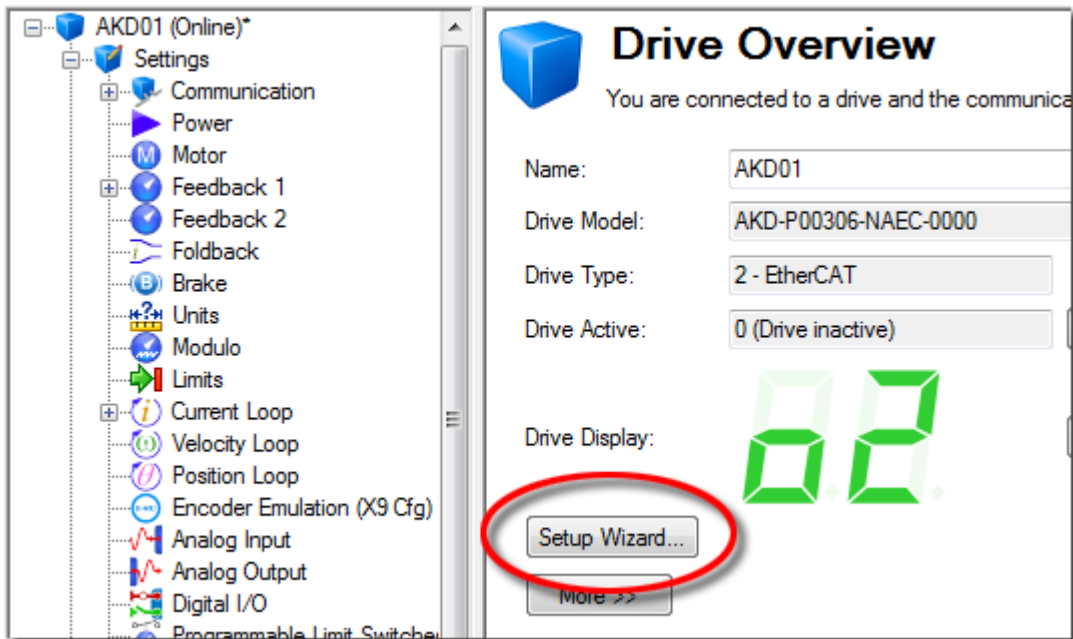 AKD01 (Online)*
Settings
Communication
Power
Motor
Feedback 1
Feedback 2
Foldback
Brake
Units
Modulo
Limits
Current Loop
Velocity Loop
Position Loop
Encoder Emulation (X9 Cfg)
Analog Input
Analog Output
Digital I/O
Programmable Limit Switche
Drive Overview
You are connected to a drive and the communica
Name: AKD01
Drive Model: AKD-P00306-NAEC-0000
Drive Type: 2 - EtherCAT
Drive Active: 0 (Drive inactive)
Drive Display: o2
Setup Wizard...
More >>